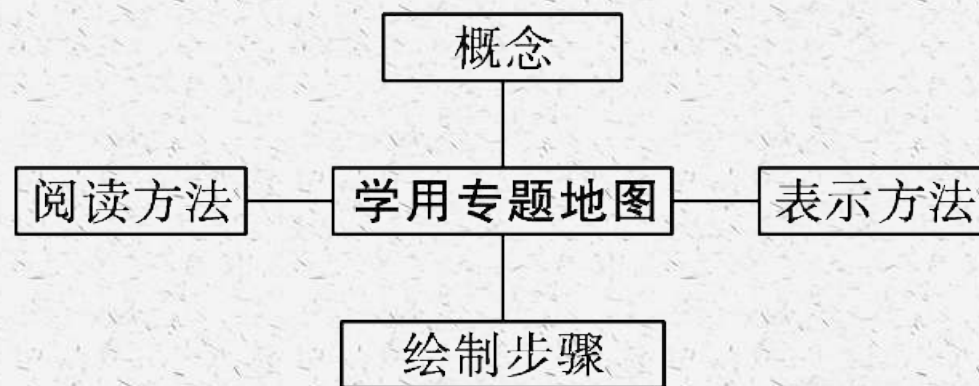 概念
阅读方法
学用专题地图
表示方法
绘制步骤